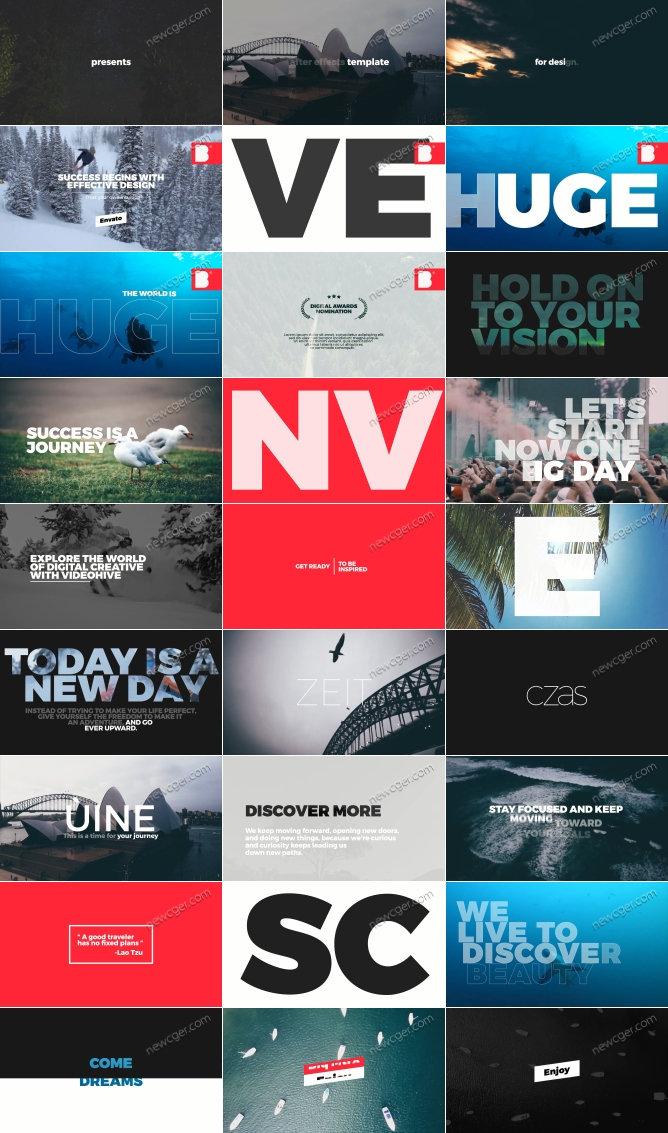 presents
after effects template
for design.
SUCCESS BEGINS WITH
EFFECTIVE DESIGN
Envato
B
VE
B
HUGE
B
THE WORLD IS
HUGE
B
DIGITAL AWARDS
NOMINATION
B
HOLD ON
TO YOUR
VISION
SUCCESS IS A
JOURNEY
NV
LET'S
START
NOW ONE
BIG DAY
EXPLORE THE WORLD
OF DIGITAL CREATIVE
WITH VIDEOHIVE
GET READY
TO BE
INSPIRED
E
TODAY IS A
NEW DAY
INSTEAD OF TRYING TO MAKE YOUR LIFE PERFECT,
GIVE YOURSELF THE FREEDOM TO MAKE IT
AN ADVENTURE, AND GO
EVER UPWARD.
ZEIT
czas
ÙINE
This is a time for your journey
DISCOVER MORE
We keep moving forward, opening new doors,
and doing new things, because we're curious
and curiosity keeps leading us
down new paths.
STAY FOCUSED AND KEEP
MOVING TOWARD
YOUR GOALS
" A good traveler
has no fixed plans "
-Lao Tzu
SC
WE
LIVE TO
DISCOVER
BEAUTY
COME
DREAMS
Enjoy
newcger.com